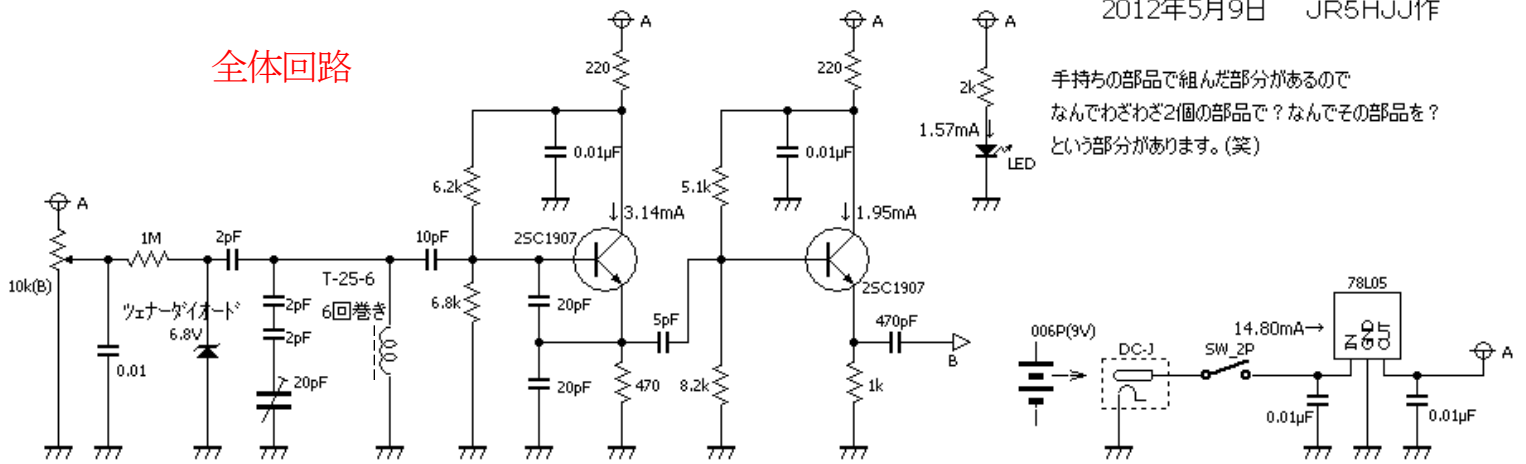 2012年5月9日 JR5HJJ作
全体回路
手持ちの部品で組んだ部分があるので
なんでわざわざ2個の部品で？なんでその部品を？
という部分があります。(笑)
A
220
0.01µF
6.2k
3.14mA
2SC1907
A
220
0.01µF
5.1k
1.95mA
2SC1907
A
2k
1.57mA
LED
A
10k(B)
0.01
1M
2pF
ツェナーダイオード
6.8V
2pF
2pF
20pF
T-25-6
6回巻き
10pF
6.8k
20pF
20pF
470
5pF
8.2k
470pF
B
1k
006P(9V)
DC-J
SW_2P
14.80mA→
78L05
IN
GND
OUT
0.01µF
0.01µF
A